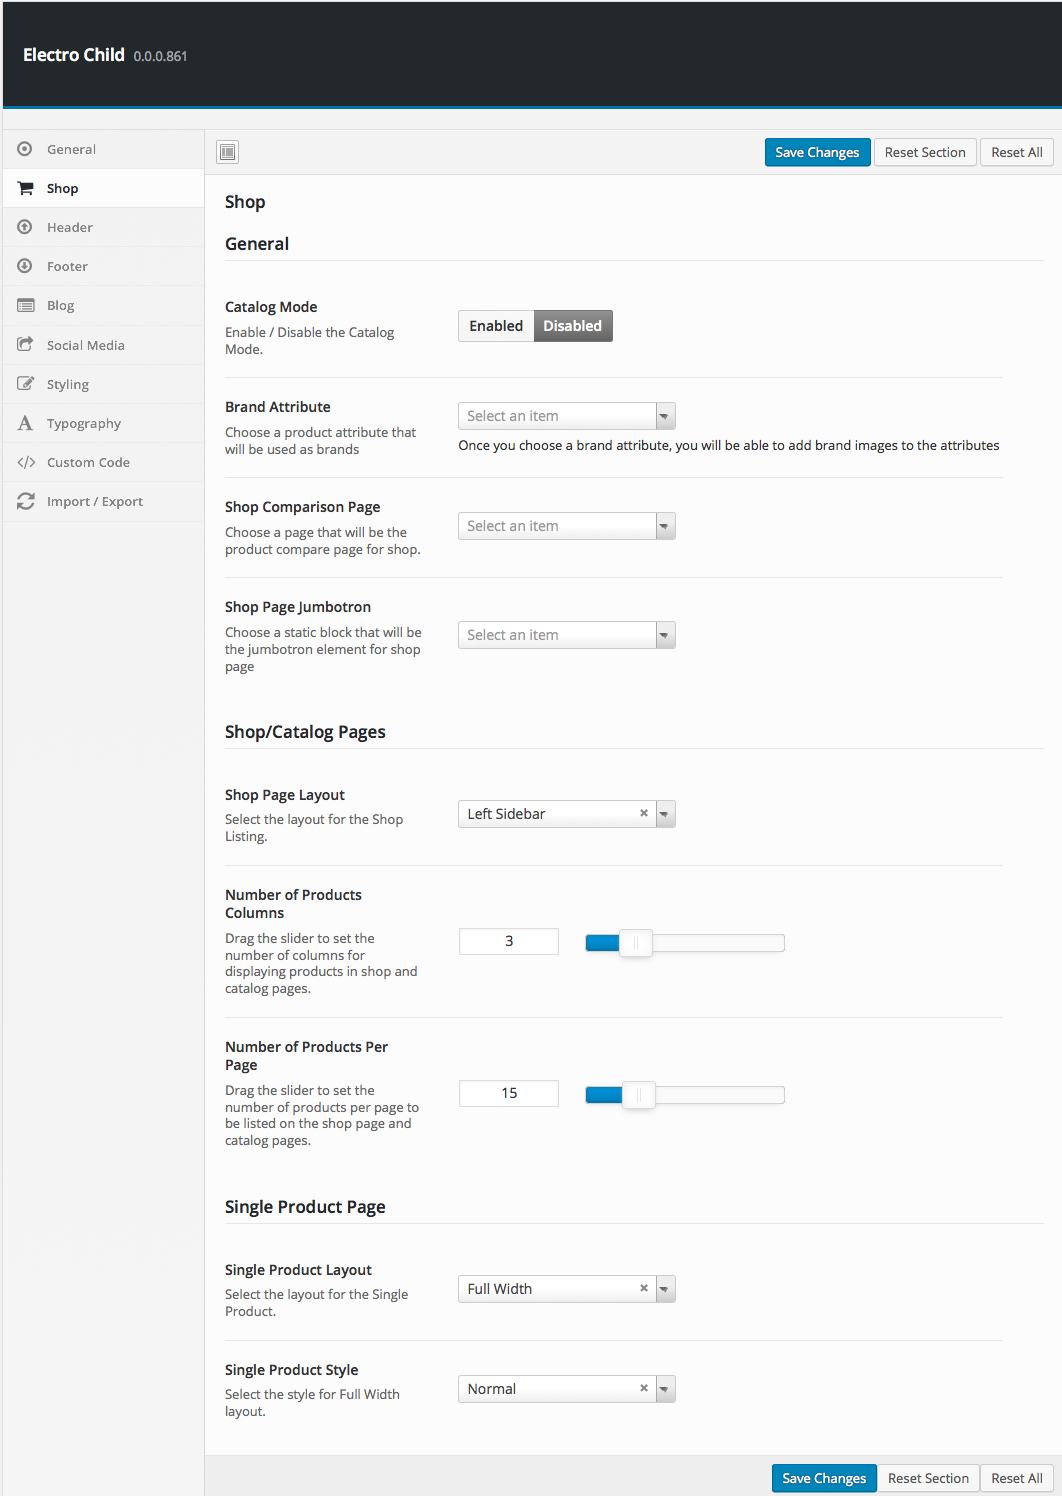 Electro Child 0.0.0.861
General
Shop
Header
Footer
Blog
Social Media
Styling
Typography
Custom Code
Import / Export
Save Changes Reset Section Reset All
Shop
General
Catalog Mode
Enable / Disable the Catalog
Mode.
Enabled Disabled
Brand Attribute
Choose a product attribute that
will be used as brands
Select an item
Once you choose a brand attribute, you will be able to add brand images to the attributes
Shop Comparison Page
Choose a page that will be the
product compare page for shop.
Select an item
Shop Page Jumbotron
Choose a static block that will be
the jumbotron element for shop
page
Select an item
Shop/Catalog Pages
Shop Page Layout
Select the layout for the Shop
Listing.
Left Sidebar
Number of Products
Columns
Drag the slider to set the
number of columns for
displaying products in shop and
catalog pages.
3
Number of Products Per
Page
Drag the slider to set the
number of products per page to
be listed on the shop page and
catalog pages.
15
Single Product Page
Single Product Layout
Select the layout for the Single
Product.
Full Width
Single Product Style
Select the style for Full Width
layout.
Normal
Save Changes Reset Section Reset All